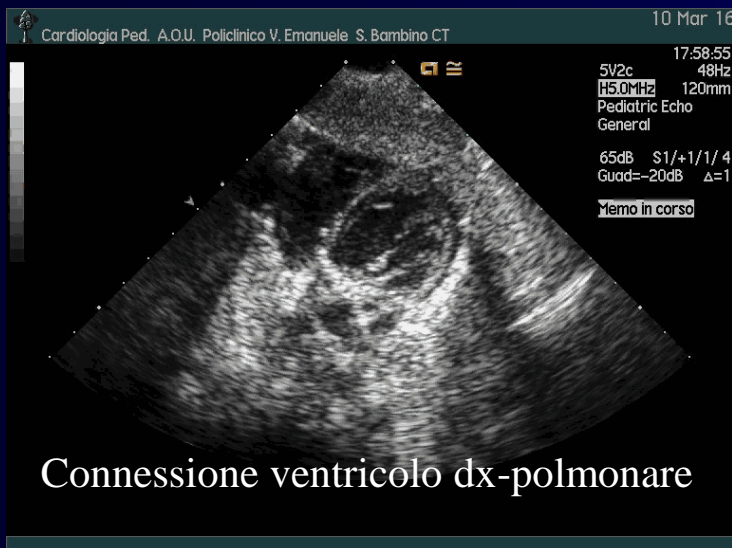 10 Mar 16
Cardiologia Ped. A.O.U. Policlinico V. Emanuele S. Bambino CT
17:58:55
5V2c 48Hz
H5.0MHz 120mm
Pediatric Echo
General
65dB S1/+1/1/ 4
Guad=-20dB Δ=1
Memo in corso
Connessione ventricolo dx-polmonare